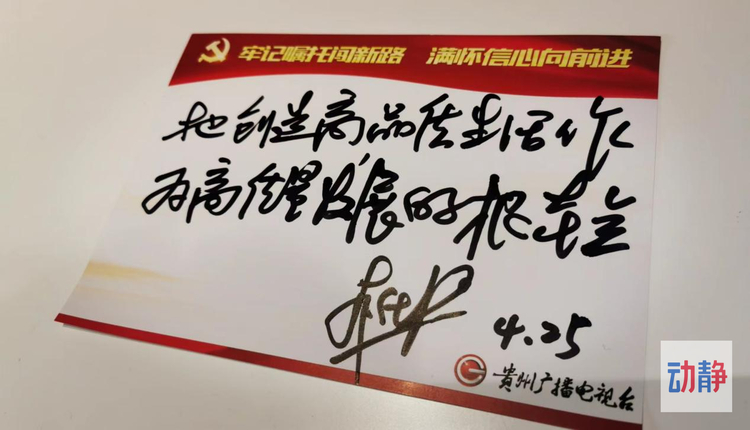 牢记嘱托闯新路 满怀信心向前进
把创造高品质生活作
为高质量发展的根本
4.25
贵州广播电视台
动静